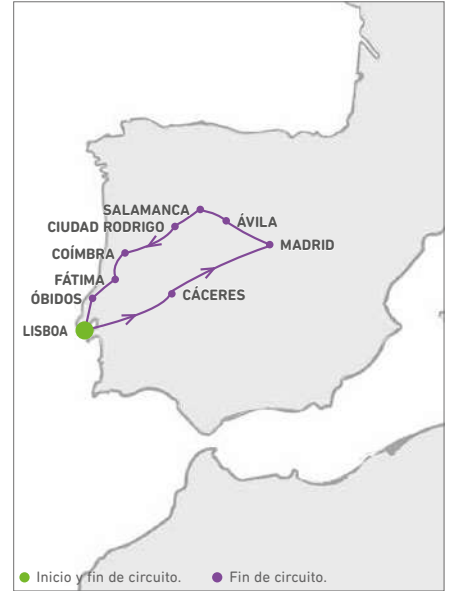 SALAMANCA
CIUDAD RODRIGO
ÁVILA
COÍMBRA
MADRID
FÁTIMA
ÓBIDOS
CÁCERES
LISBOA
Inicio y fin de circuito.
Fin de circuito.